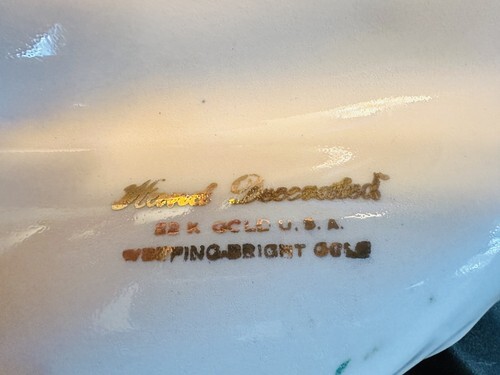 Hand Decorated
22 K GOLD U.S.A.
WEEPING-BRIGHT GOLD